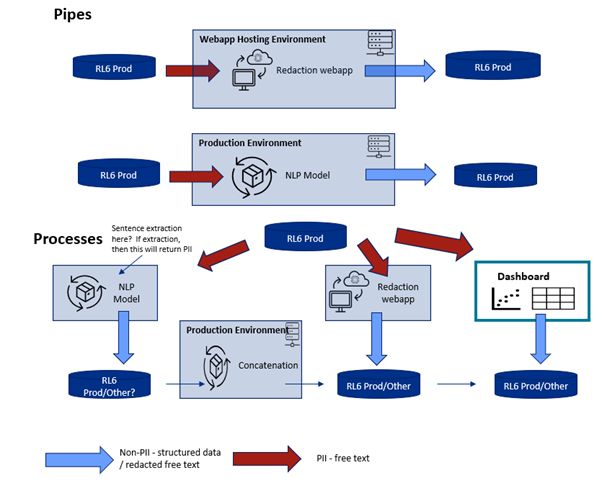 Pipes
Webapp Hosting Environment
RL6 Prod
Redaction webapp
RL6 Prod
Production Environment
RL6 Prod
NLP Model
RL6 Prod
Processes
Sentence extraction
here? If extraction,
then this will return PII
RL6 Prod
NLP
Model
Redaction
webapp
Dashboard
Production Environment
Concatenation
RL6
Prod/Other?
RL6 Prod/Other
RL6 Prod/Other
Non-PII - structured data
/ redacted free text
PII - free text